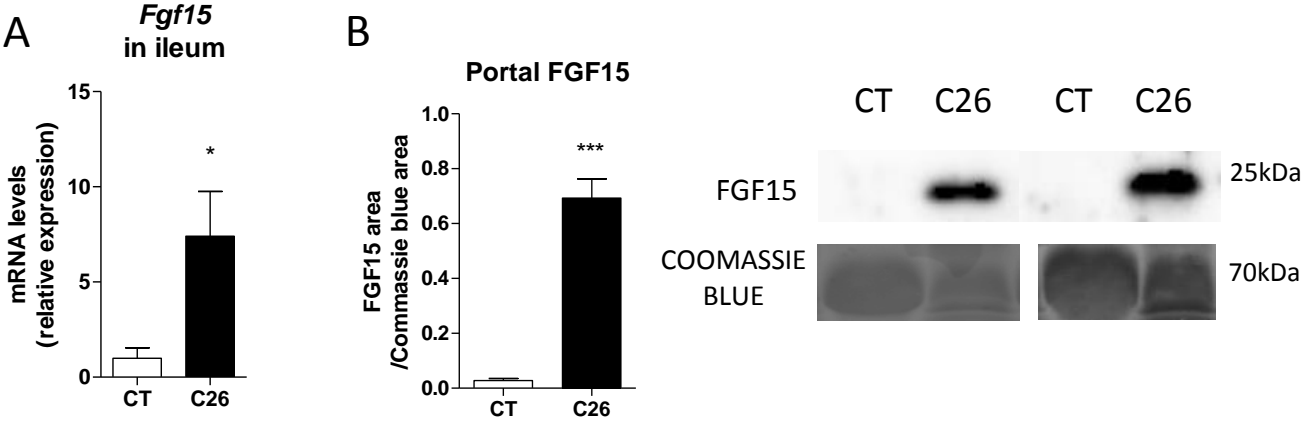 A
Fgf15
in ileum
mRNA levels
(relative expression)
15
10
5
0
*
CT
C26
B
Portal FGF15
FGF15 area
/Commassie blue area
1.0
0.8
0.6
0.4
0.2
0.0
***
CT
C26
CT C26 CT C26
FGF15
25kDa
COOMASSIE
BLUE
70kDa